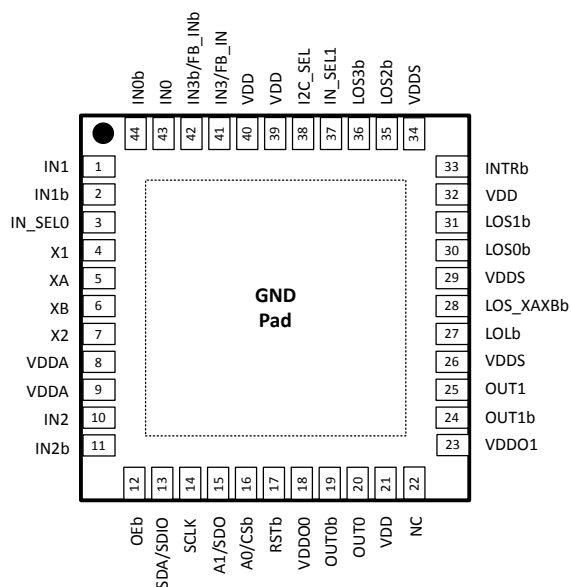 IN0b
IN0
IN3b/FB_INb
IN3/FB_IN
VDD
VDD
I2C_SEL
IN_SEL1
LOS3b
LOS2b
VDDS
44
43
42
41
40
39
38
37
36
35
34
IN1 1
IN1b 2
IN_SEL0 3
X1 4
XA 5
XB 6
X2 7
VDDA 8
VDDA 9
IN2 10
IN2b 11
GND
Pad
33 INTRb
32 VDD
31 LOS1b
30 LOS0b
29 VDDS
28 LOS_XAXBb
27 LOLb
26 VDDS
25 OUT1
24 OUT1b
23 VDDO1
12
13
14
15
16
17
18
19
20
21
22
OEb
SDA/SDIO
SCLK
A1/SDO
A0/CSb
RSTb
VDDO0
OUT0b
OUT0
VDD
NC